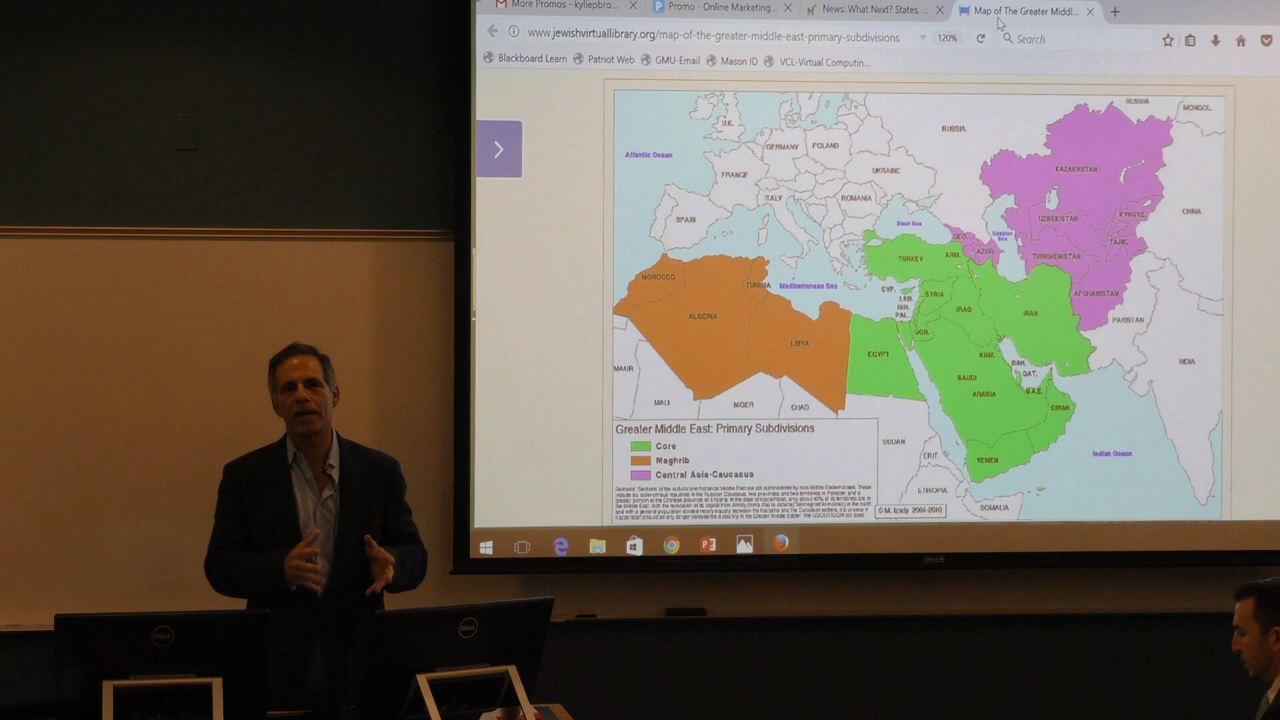 More Promos - kyliepbro...
Promo - Online Marketing...
News: What Next? States, ...
Map of The Greater Middl...
www.jewishvirtuallibrary.org/map-of-the-greater-middle-east-primary-subdivisions
120%
Search
Blackboard Learn
Patriot Web
GMU-Email
Mason ID
VCL-Virtual Computin...
RUSSIA
MONGOL.
U.K.
RUSSIA
Atlantic Ocean
GERMANY
POLAND
FRANCE
UKRAINE
KAZAKHSTAN
ITALY
ROMANIA
SPAIN
Black Sea
UZBEKISTAN
KYRGYZ.
CHINA
GEO.
Caspian Sea
TAJIK.
AZER.
ARM.
TURKEY
TURKMENISTAN
MOROCCO
TUNISIA
Mediterranean Sea
CYP.
LEB.
SYRIA
AFGHANISTAN
ISR.
PAL.
IRAQ
IRAN
PAKISTAN
ALGERIA
LIBYA
JOR.
EGYPT
KUW.
BAH.
QAT.
INDIA
MAUR
SAUDI
ARABIA
U.A.E.
OMAN
MALI
NIGER
CHAD
SUDAN
Indian Ocean
YEMEN
ERIT.
ETHIOPIA
SOMALIA
Greater Middle East: Primary Subdivisions
Core
Maghrib
Central Asia-Caucasus
© M. Izady 2004-2010
DELL
DELL